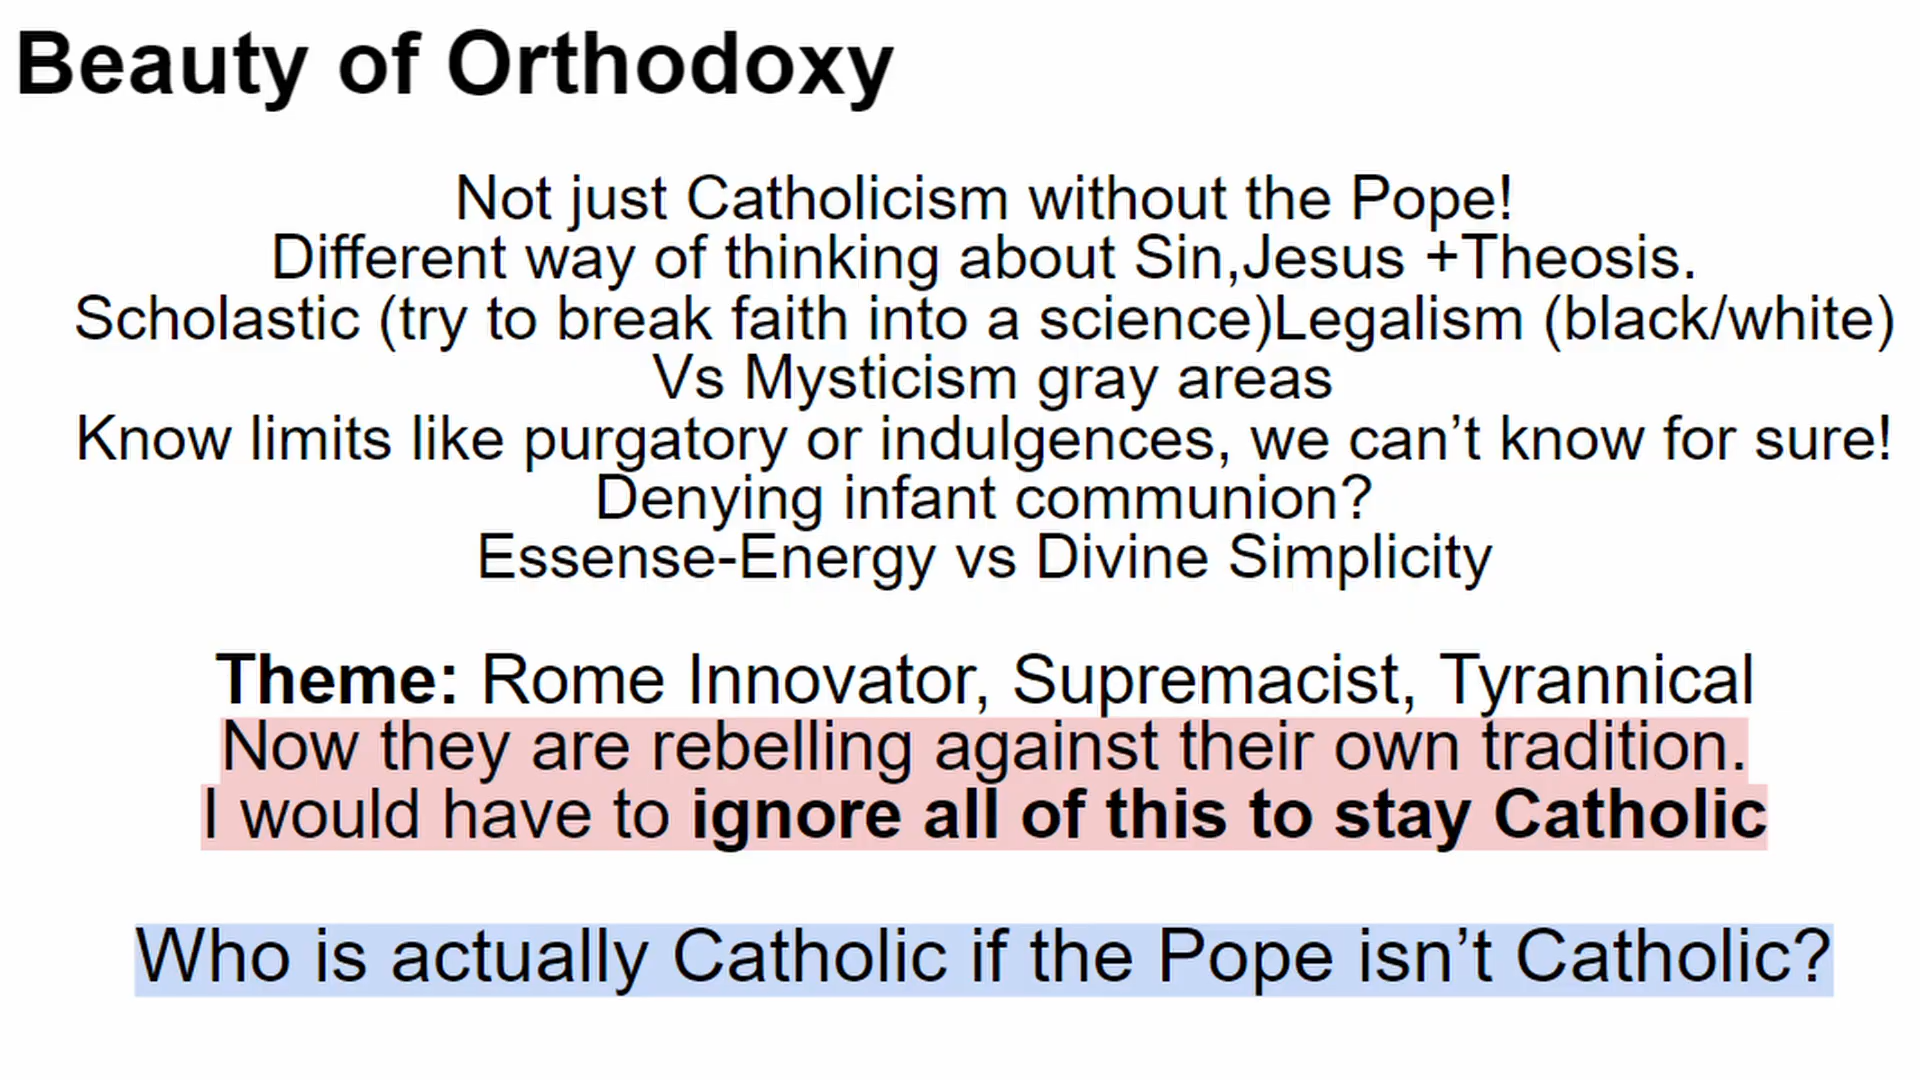 Beauty of Orthodoxy
Not just Catholicism without the Pope!
Different way of thinking about Sin,Jesus +Theosis.
Scholastic (try to break faith into a science)Legalism (black/white)
Vs Mysticism gray areas
Know limits like purgatory or indulgences, we can’t know for sure!
Denying infant communion?
Essense-Energy vs Divine Simplicity
Theme: Rome Innovator, Supremacist, Tyrannical
Now they are rebelling against their own tradition.
I would have to ignore all of this to stay Catholic
Who is actually Catholic if the Pope isn’t Catholic?